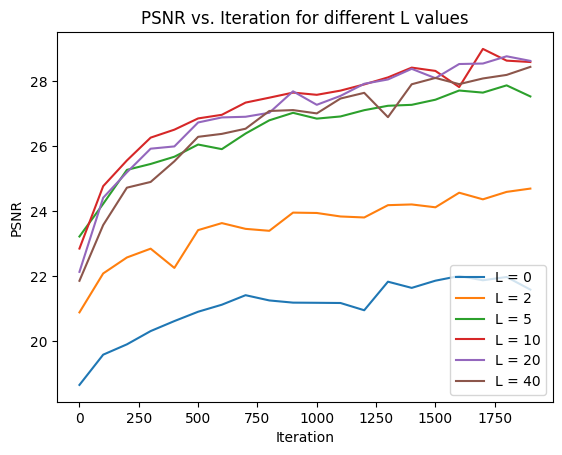 PSNR vs. Iteration for different L values
PSNR
28
26
24
22
20
0
250
500
750
1000
1250
1500
1750
Iteration
L = 0
L = 2
L = 5
L = 10
L = 20
L = 40